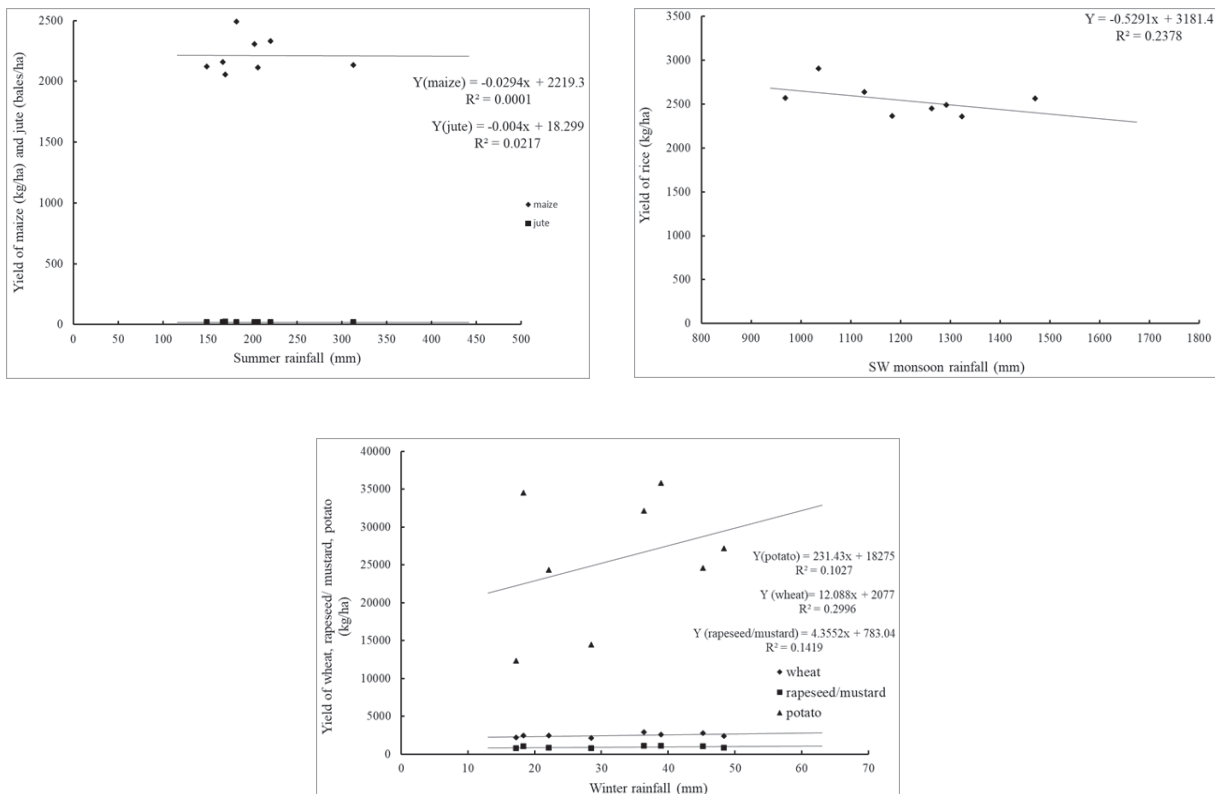 2500
2000
1500
1000
500
0
Yield of maize (kg/ha) and jute (bales/ha)
Y(maize) = -0.0294x + 2219.3
R² = 0.0001
Y(jute) = -0.004x + 18.299
R² = 0.0217
maize
jute
0 50 100 150 200 250 300 350 400 450 500
Summer rainfall (mm)
3500
3000
2500
2000
1500
1000
500
0
Yield of rice (kg/ha)
Y = -0.5291x + 3181.4
R² = 0.2378
800 900 1000 1100 1200 1300 1400 1500 1600 1700 1800
SW monsoon rainfall (mm)
40000
35000
30000
25000
20000
15000
10000
5000
0
Yield of wheat, rapeseed/ mustard, potato
(kg/ha)
Y(potato) = 231.43x + 18275
R² = 0.1027
Y (wheat)= 12.088x + 2077
R² = 0.2996
Y (rapeseed/mustard) = 4.3552x + 783.04
R² = 0.1419
wheat
rapeseed/mustard
potato
0 10 20 30 40 50 60 70
Winter rainfall (mm)